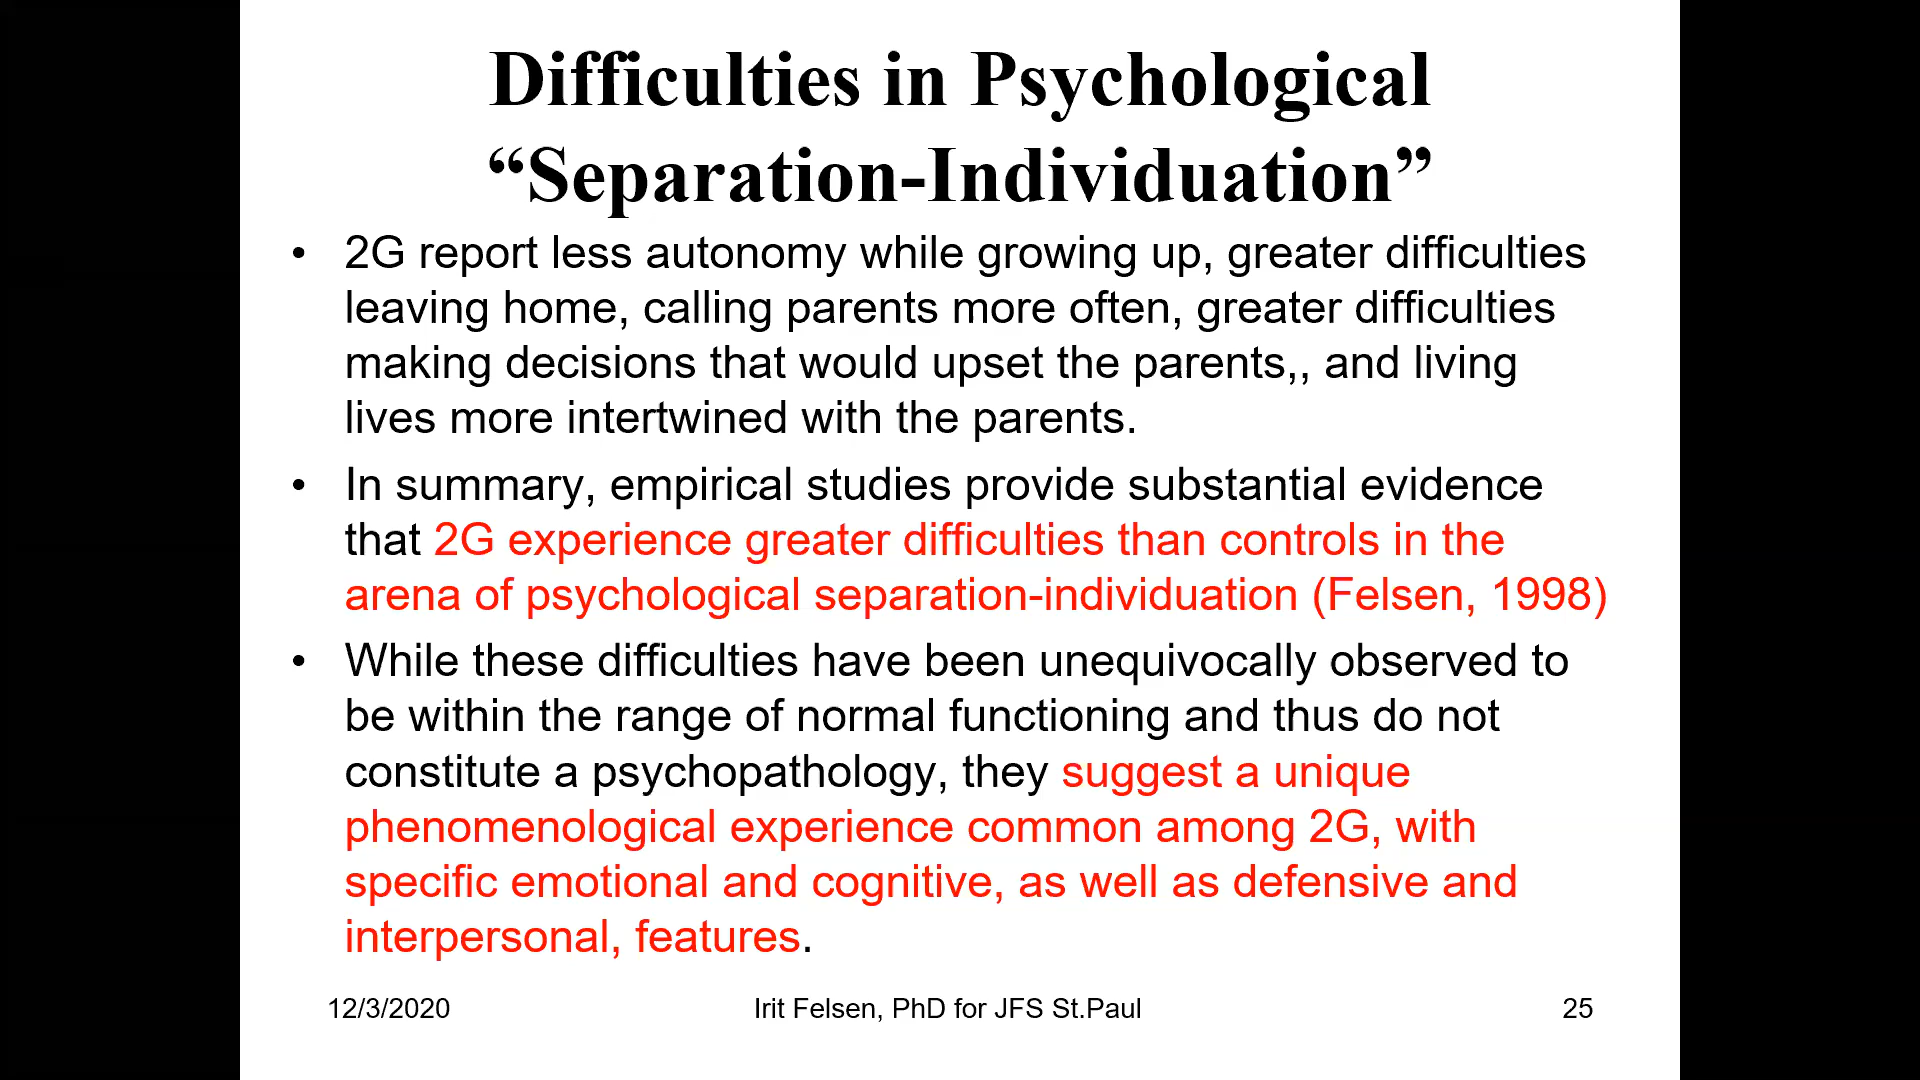 Difficulties in Psychological
“Separation-Individuation”
• 2G report less autonomy while growing up, greater difficulties
leaving home, calling parents more often, greater difficulties
making decisions that would upset the parents,, and living
lives more intertwined with the parents.
• In summary, empirical studies provide substantial evidence
that 2G experience greater difficulties than controls in the
arena of psychological separation-individuation (Felsen, 1998)
• While these difficulties have been unequivocally observed to
be within the range of normal functioning and thus do not
constitute a psychopathology, they suggest a unique
phenomenological experience common among 2G, with
specific emotional and cognitive, as well as defensive and
interpersonal, features.
12/3/2020 Irit Felsen, PhD for JFS St.Paul 25